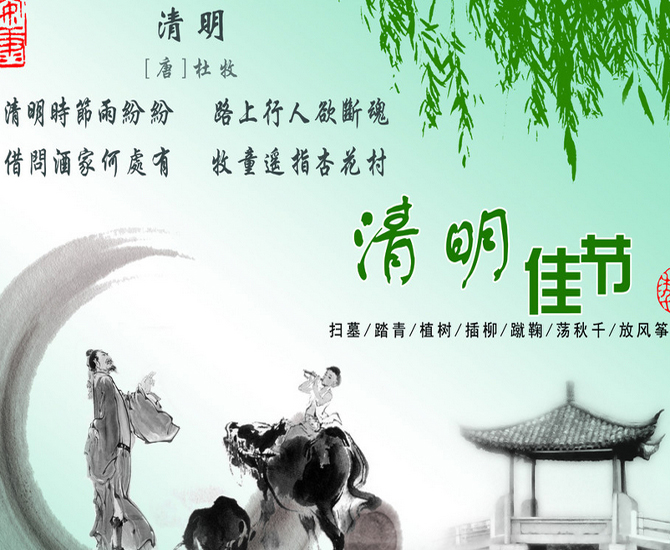 清明
［唐］杜牧
清明時節雨紛紛 路上行人欲斷魂
借問酒家何處有 牧童遥指杏花村
清明佳节
扫墓/踏青/植树/插柳/蹴鞠/荡秋千/放风筝